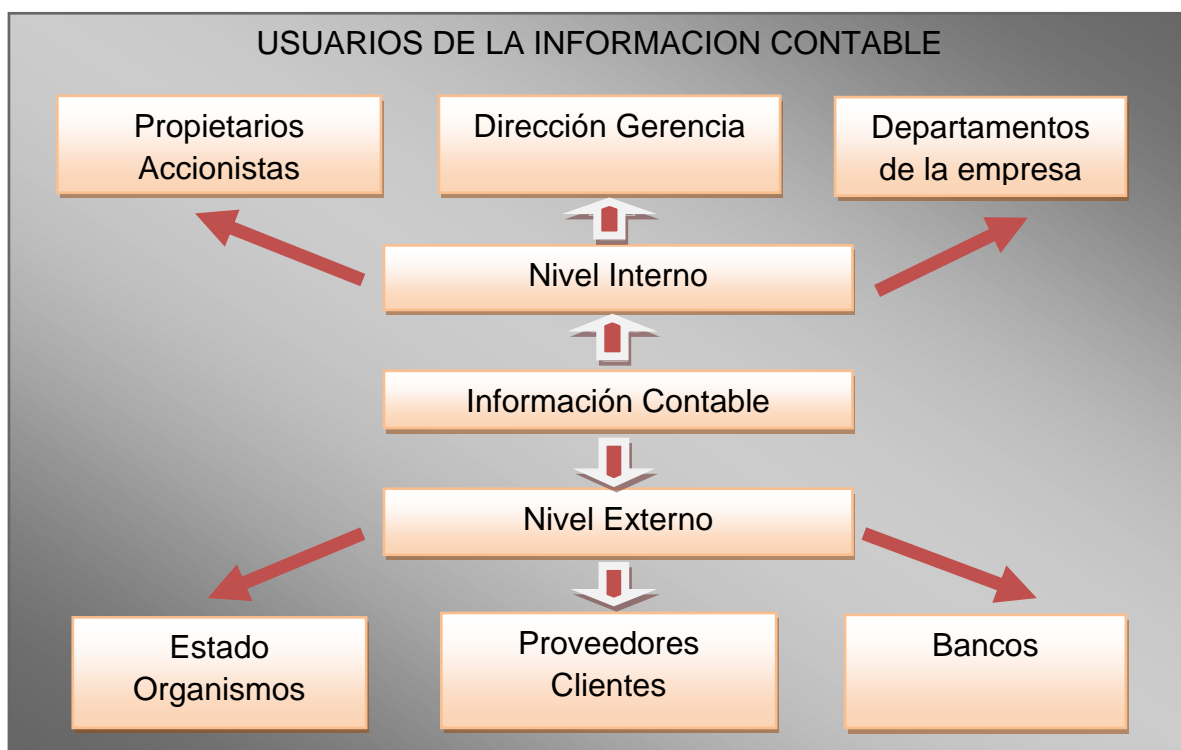 USUARIOS DE LA INFORMACION CONTABLE
Propietarios
Accionistas
Dirección Gerencia
Departamentos
de la empresa
Nivel Interno
Información Contable
Nivel Externo
Estado
Organismos
Proveedores
Clientes
Bancos